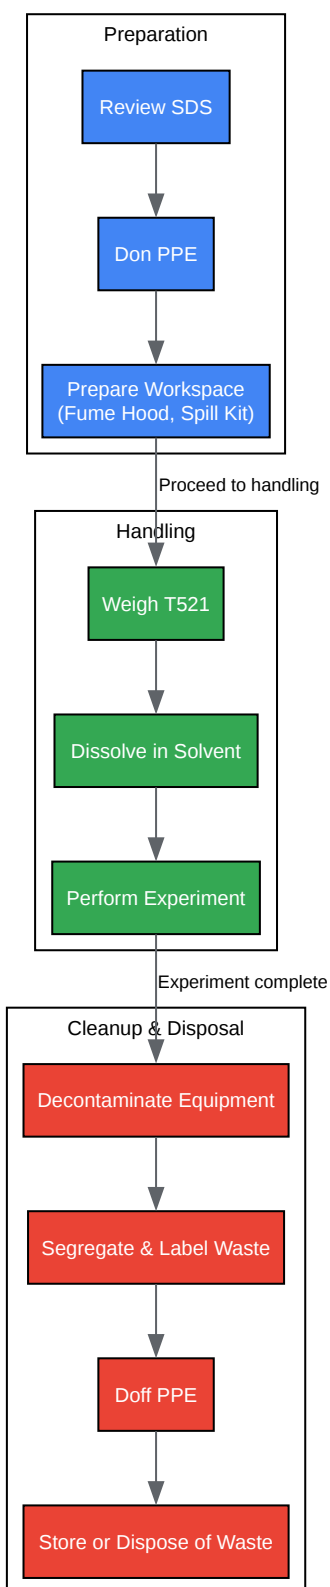 Preparation
Review SDS
Don PPE
Prepare Workspace
(Fume Hood, Spill Kit)
Proceed to handling
Handling
Weigh T521
Dissolve in Solvent
Perform Experiment
Experiment complete
Cleanup & Disposal
Decontaminate Equipment
Segregate & Label Waste
Doff PPE
Store or Dispose of Waste